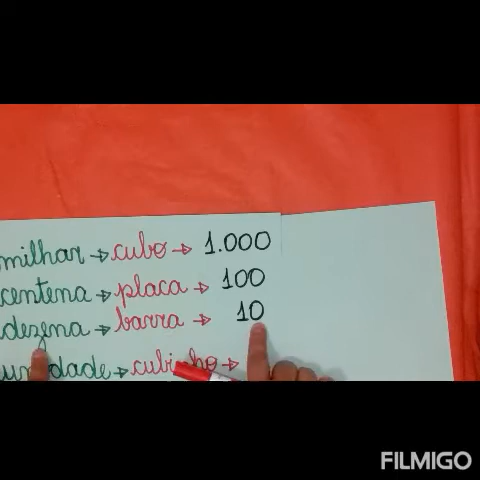 milhar → cubo → 1.000
centena → placa → 100
dezena → barra → 10
unidade → cubinho →
FILMIGO